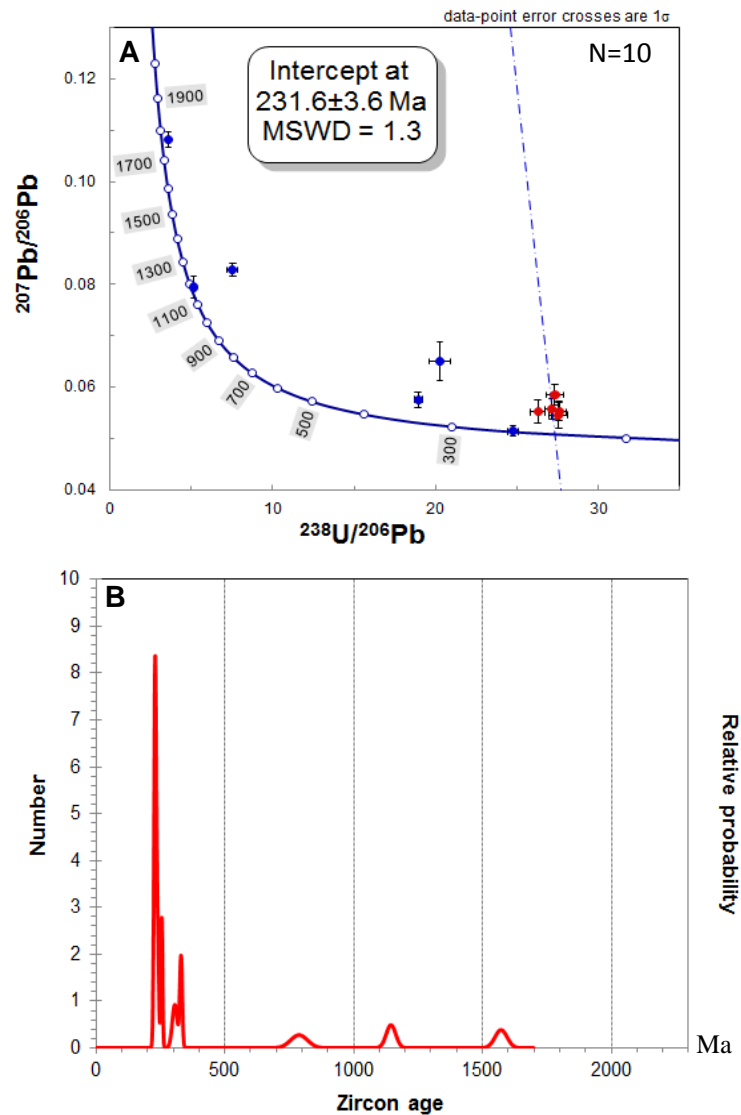 data-point error crosses are 1σ
A
N=10
Intercept at
231.6±3.6 Ma
MSWD = 1.3
0.12
0.10
0.08
0.06
0.04
1900
1700
1500
1300
1100
900
700
500
300
207Pb/206Pb
0 10 20 30
238U/206Pb
B
10
9
8
7
6
5
4
3
2
1
0
Number
Relative probability
0 500 1000 1500 2000
Ma
Zircon age